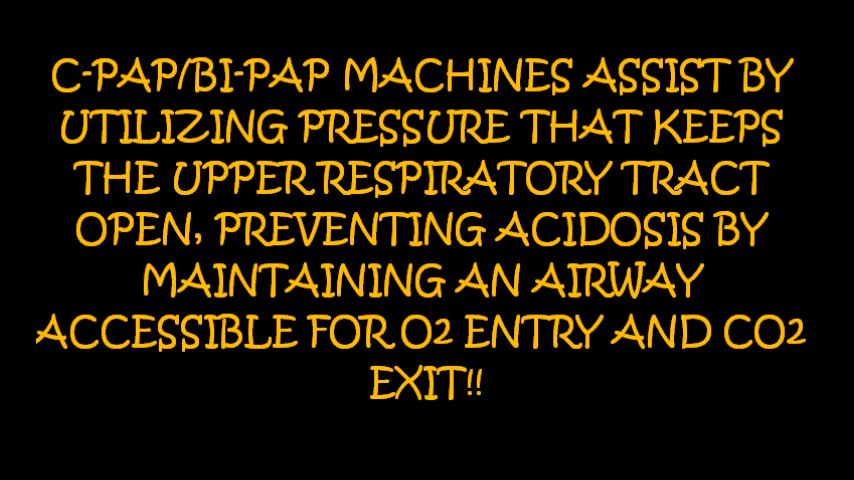 C-PAP/BI-PAP MACHINES ASSIST BY
UTILIZING PRESSURE THAT KEEPS
THE UPPER RESPIRATORY TRACT
OPEN, PREVENTING ACIDOSIS BY
MAINTAINING AN AIRWAY
ACCESSIBLE FOR O2 ENTRY AND CO2
EXIT!!